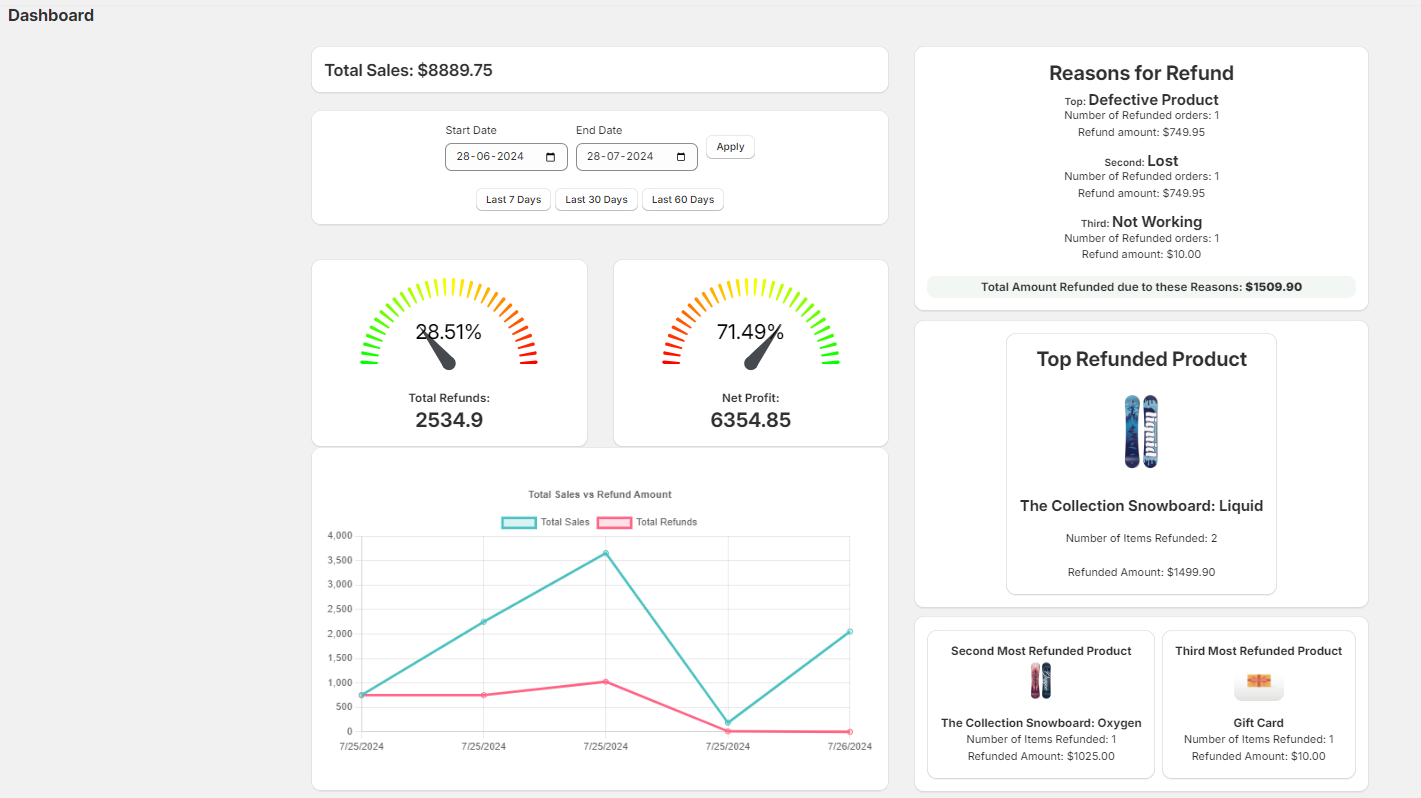 Dashboard
Total Sales: $8889.75
Start Date
End Date
28-06-2024
28-07-2024
Apply
Last 7 Days
Last 30 Days
Last 60 Days
28.51%
Total Refunds:
2534.9
71.49%
Net Profit:
6354.85
Total Sales vs Refund Amount
Total Sales
Total Refunds
4,000
3,500
3,000
2,500
2,000
1,500
1,000
500
0
7/25/2024
7/25/2024
7/25/2024
7/25/2024
7/26/2024
Reasons for Refund
Top: Defective Product
Number of Refunded orders: 1
Refund amount: $749.95
Second: Lost
Number of Refunded orders: 1
Refund amount: $749.95
Third: Not Working
Number of Refunded orders: 1
Refund amount: $10.00
Total Amount Refunded due to these Reasons: $1509.90
Top Refunded Product
liquid
The Collection Snowboard: Liquid
Number of Items Refunded: 2
Refunded Amount: $1499.90
Second Most Refunded Product
The Collection Snowboard: Oxygen
Number of Items Refunded: 1
Refunded Amount: $1025.00
Third Most Refunded Product
Gift Card
Number of Items Refunded: 1
Refunded Amount: $10.00